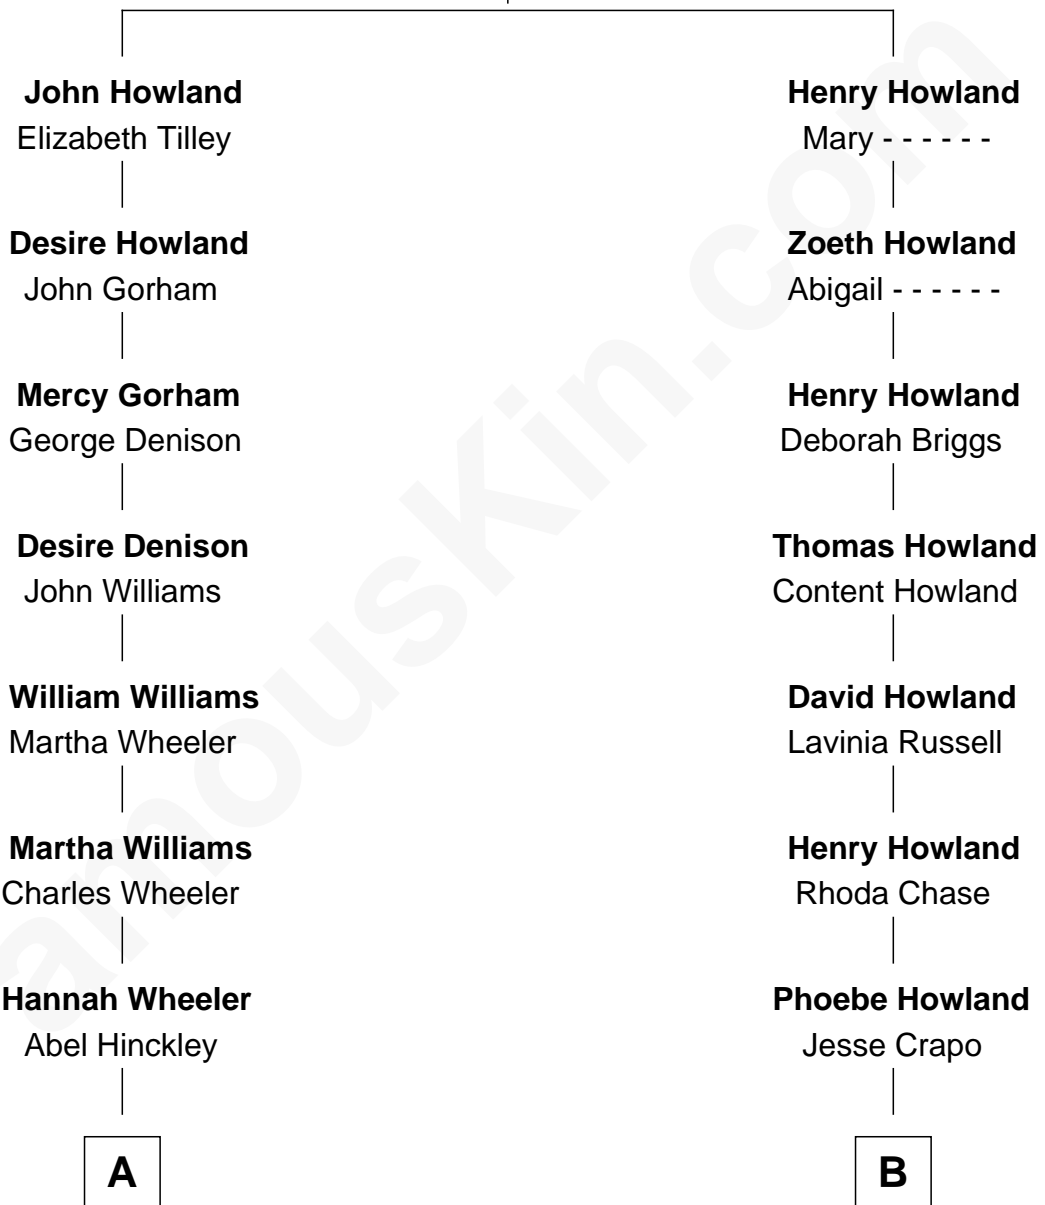 John Howland
Elizabeth Tilley
Desire Howland
John Gorham
Mercy Gorham
George Denison
Desire Denison
John Williams
William Williams
Martha Wheeler
Martha Williams
Charles Wheeler
Hannah Wheeler
Abel Hinckley
A
Henry Howland
Mary - - - - - -
Zoeth Howland
Abigail - - - - - -
Henry Howland
Deborah Briggs
Thomas Howland
Content Howland
David Howland
Lavinia Russell
Henry Howland
Rhoda Chase
Phoebe Howland
Jesse Crapo
B
amousKin.com